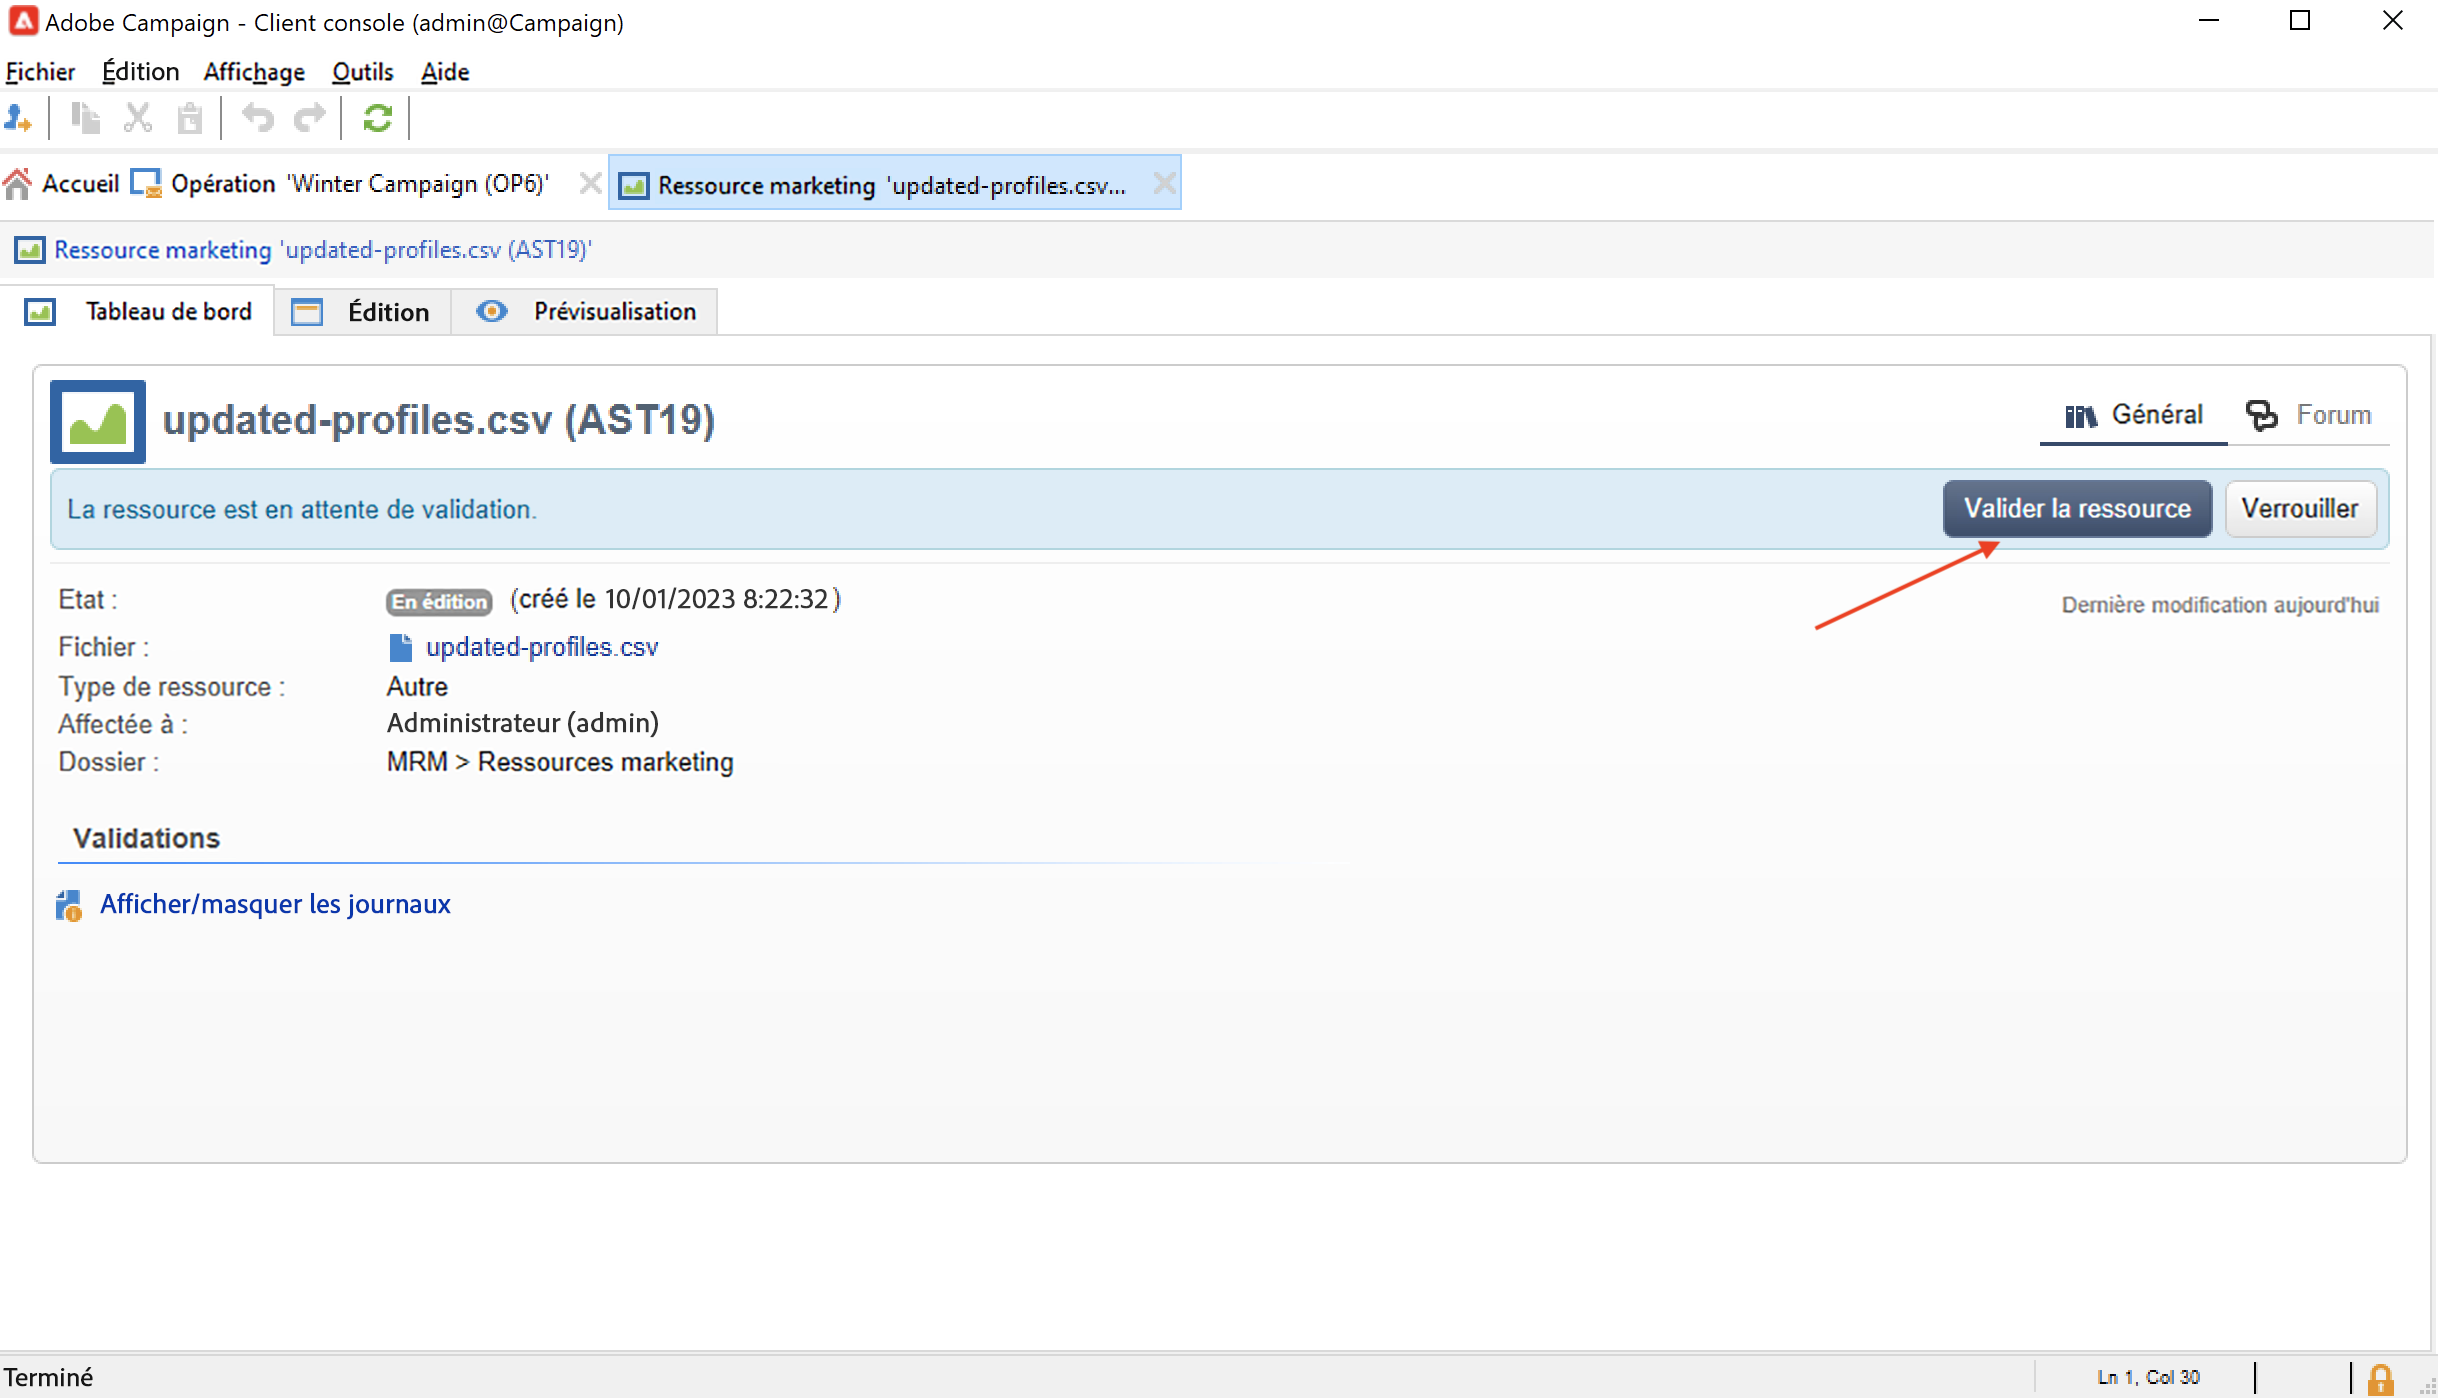 Adobe Campaign - Client console (admin@Campaign)
Fichier Édition Affichage Outils Aide
Accueil Opération 'Winter Campaign (OP6)' Ressource marketing 'updated-profiles.csv...
Ressource marketing 'updated-profiles.csv (AST19)'
Tableau de bord Édition Prévisualisation
updated-profiles.csv (AST19) Général Forum
La ressource est en attente de validation. Valider la ressource Verrouiller
Etat : En édition (créé le 10/01/2023 8:22:32 ) Dernière modification aujourd'hui
Fichier : updated-profiles.csv
Type de ressource : Autre
Affectée à : Administrateur (admin)
Dossier : MRM > Ressources marketing
Validations
Afficher/masquer les journaux
Terminé Ln 1, Col 30